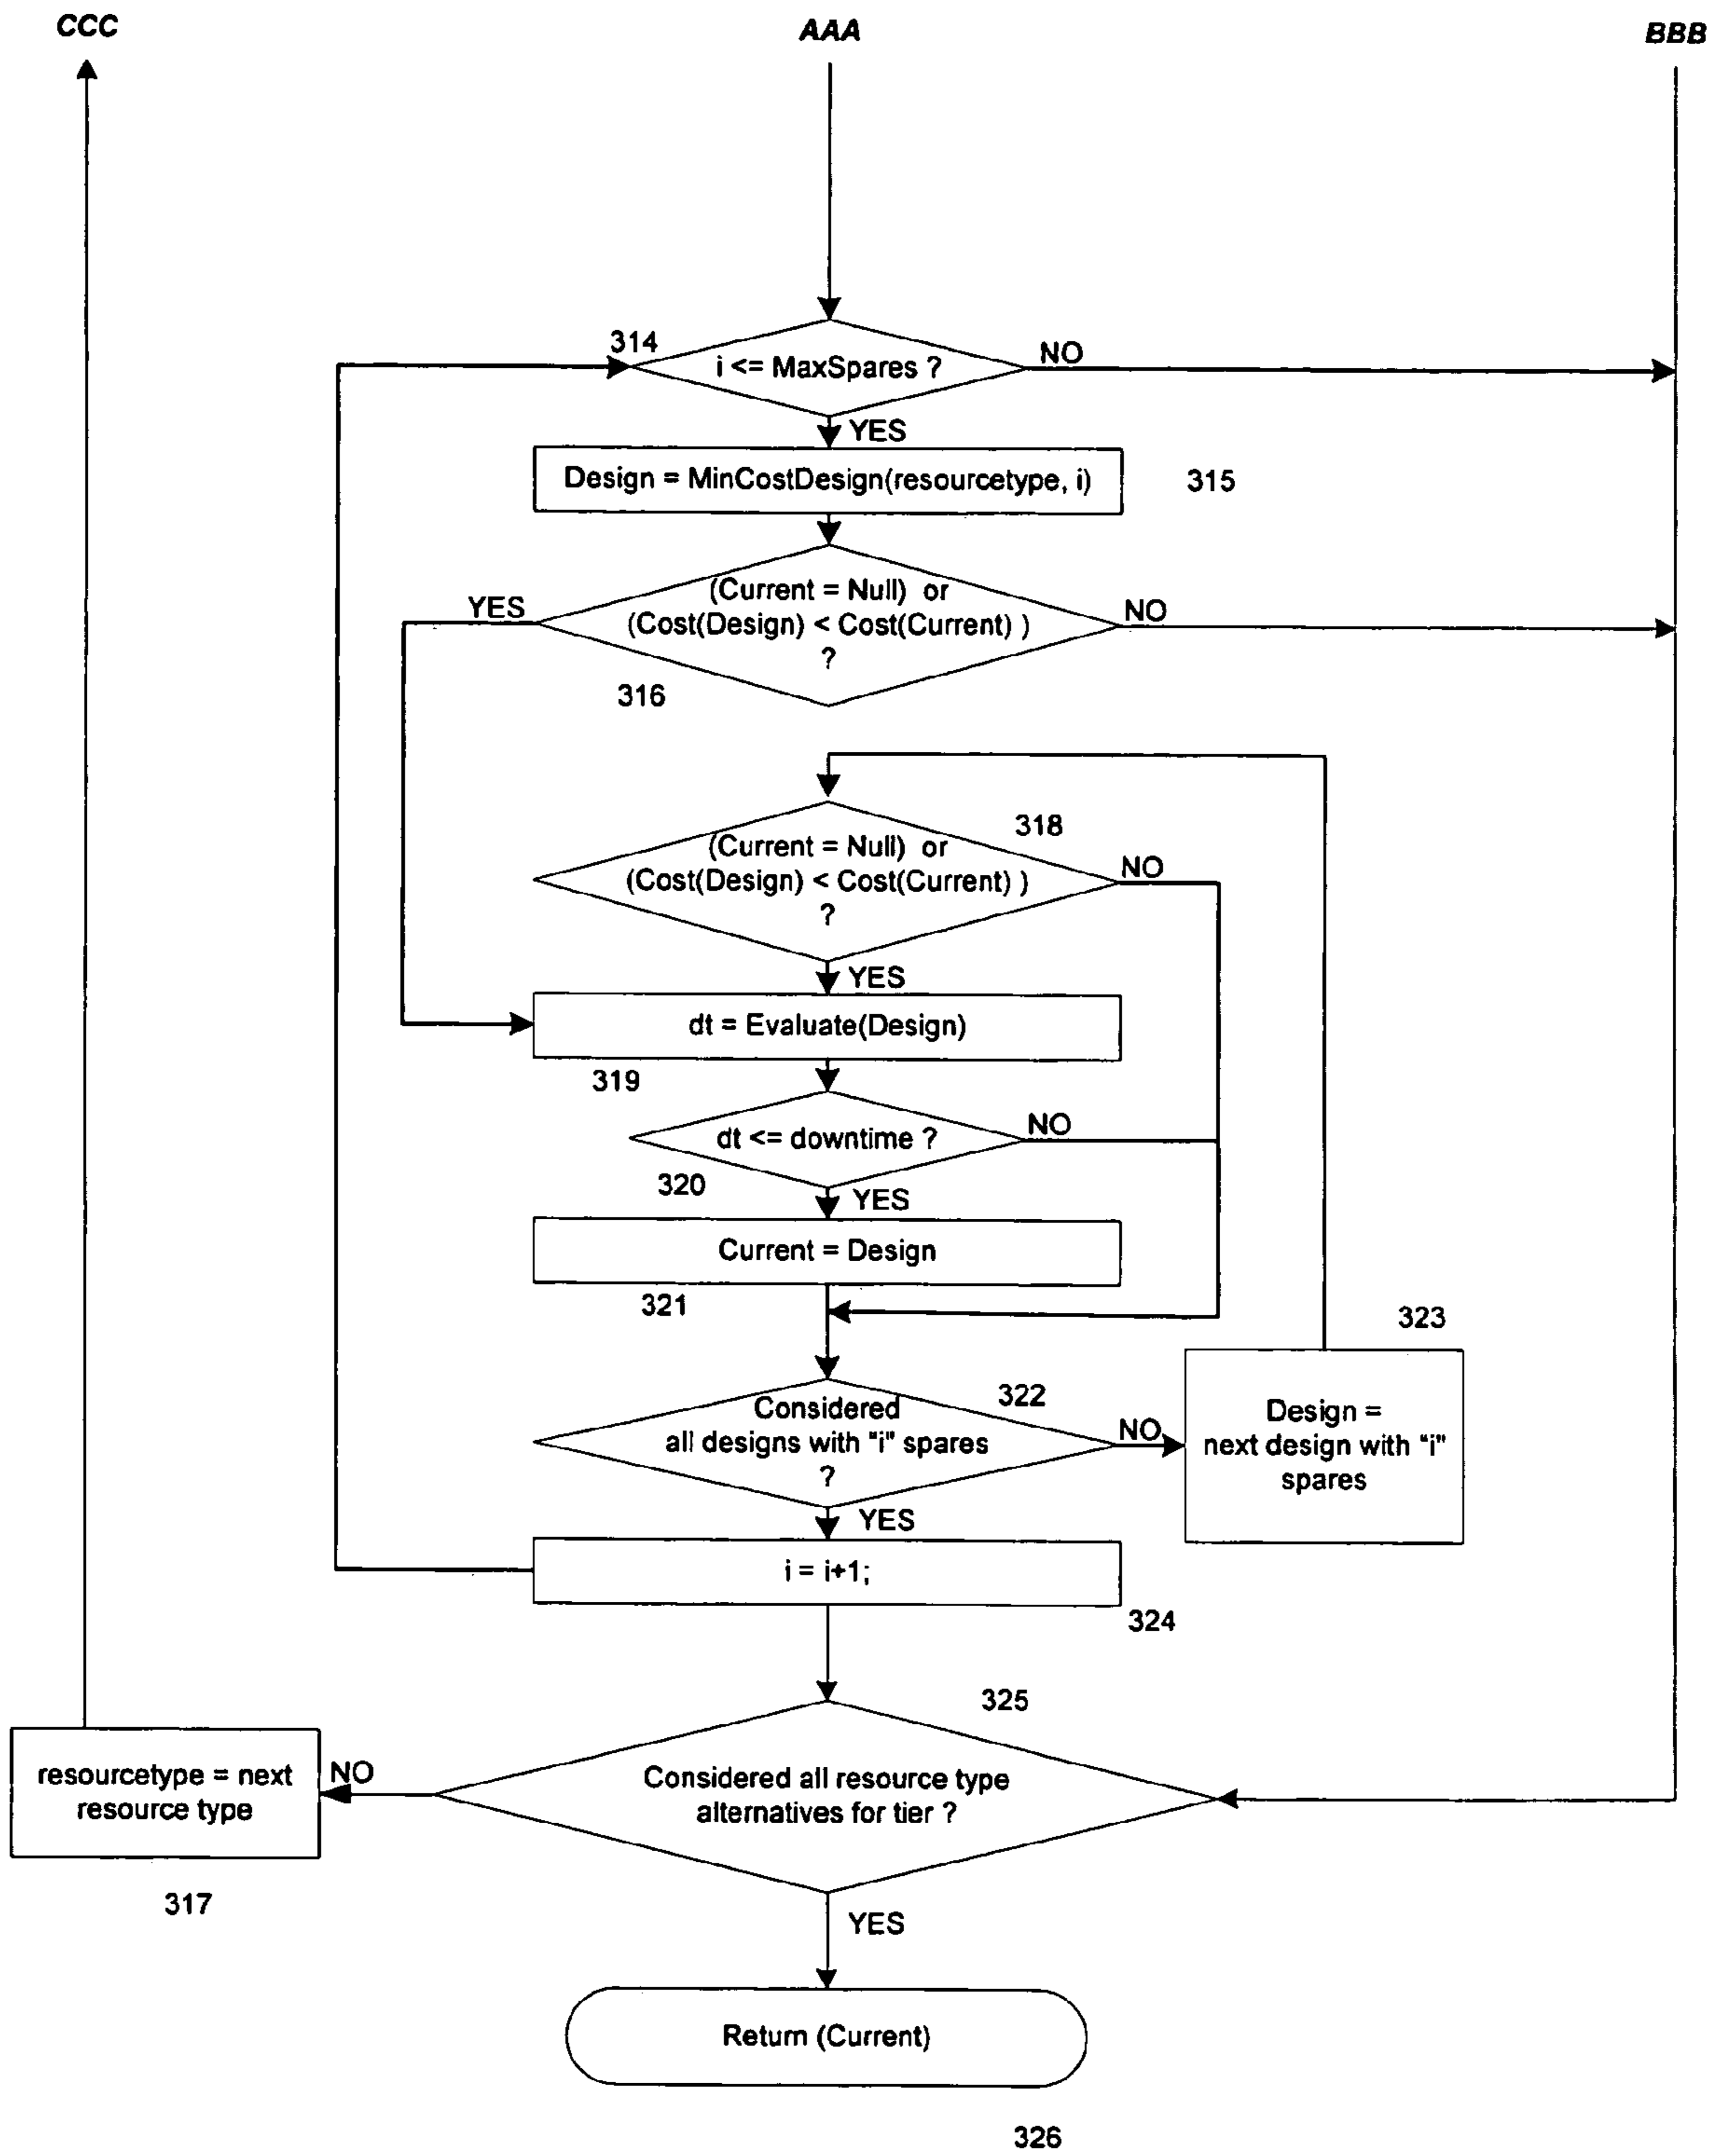 CCC
AAA
BBB
314
i <= MaxSpares ?
NO
YES
Design = MinCostDesign(resourcetype, i)
315
(Current = Null) or
(Cost(Design) < Cost(Current) )
?
YES
NO
316
318
(Current = Null) or
(Cost(Design) < Cost(Current) )
?
NO
YES
dt = Evaluate(Design)
319
dt <= downtime ?
NO
320
YES
Current = Design
321
323
322
Considered
all designs with "i" spares
?
NO
Design =
next design with "i"
spares
YES
i = i+1;
324
325
resourcetype = next
resource type
NO
Considered all resource type
alternatives for tier ?
317
YES
Return (Current)
326